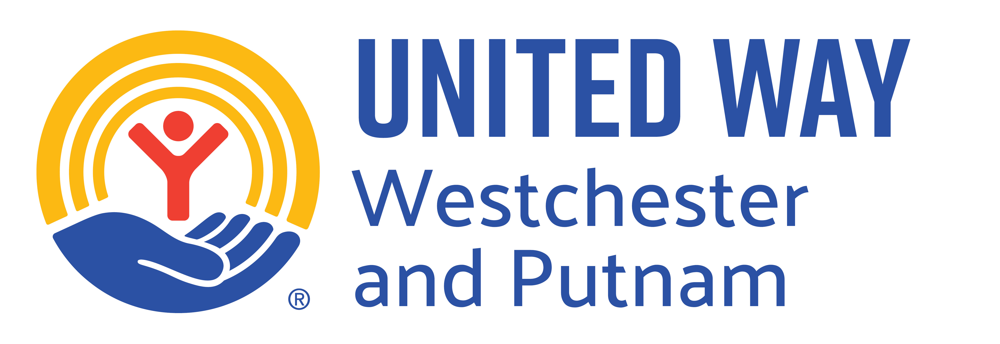 UNITED WAY
Westchester
and Putnam
®